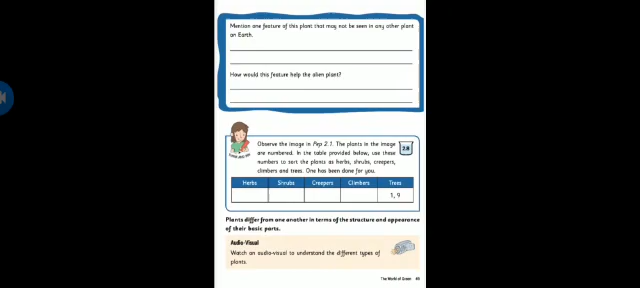 Mention one feature of this plant that may not be seen in any other plant
on Earth.
How would this feature help the alien plant?
Observe the image in Pep 2.1. The plants in the image
are numbered. In the table provided below, use these
numbers to sort the plants as herbs, shrubs, creepers,
climbers and trees. One has been done for you.
2.8
Herbs Shrubs Creepers Climbers Trees
1, 9
Plants differ from one another in terms of the structure and appearance
of their basic parts.
Audio-Visual
Watch an audio-visual to understand the different types of
plants.
The World of Green